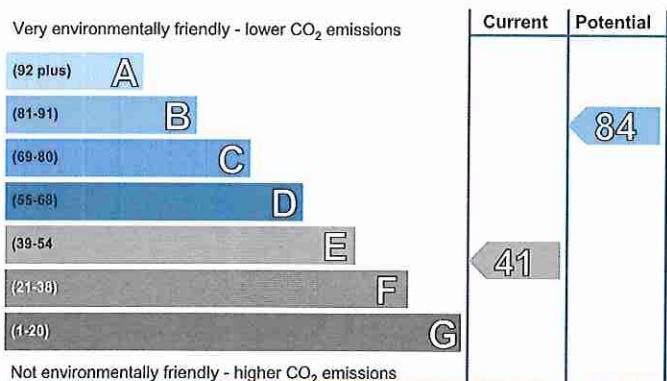 Current Potential
Very environmentally friendly - lower CO2 emissions
(92 plus) A
(81-91) B
84
(69-80) C
(55-68) D
(39-54 E
41
(21-38) F
(1-20) G
Not environmentally friendly - higher CO2 emissions